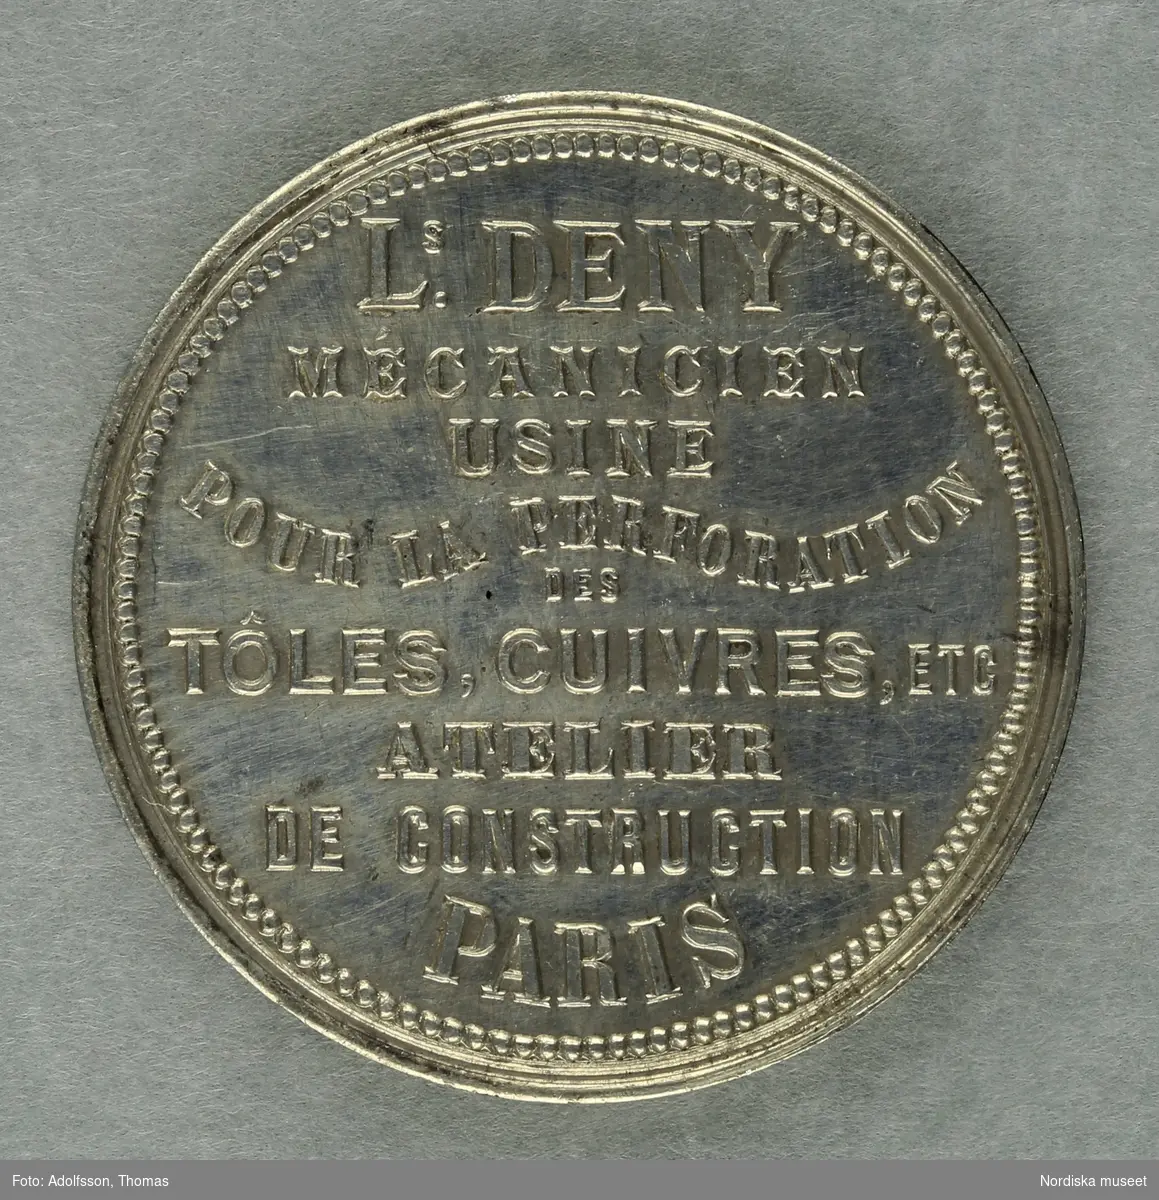 Ls. DENY
MÉCANICIEN
USINE
POUR LA PERFORATION
DES
TÔLES, CUIVRES, ETC
ATELIER
DE CONSTRUCTION
PARIS
Foto: Adolfsson, Thomas
Nordiska museet